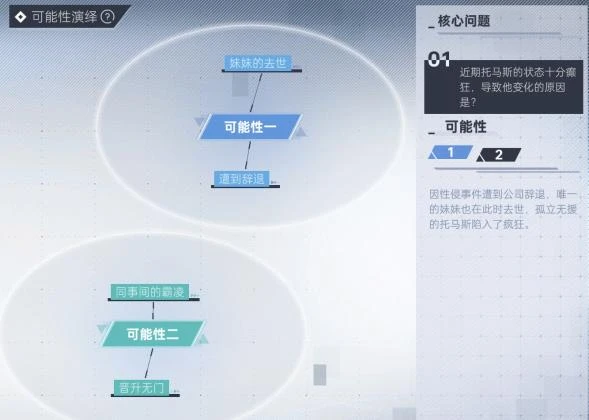 可能性演绎?
妹妹的去世
可能性一
遭到辞退
同事间的霸凌
可能性二
晋升无门
核心问题
01
近期托马斯的状态十分癫
狂，导致他变化的原因
是？
可能性
1
2
因性侵事件遭到公司辞退，唯一
的妹妹也在此时去世，孤立无援
的托马斯陷入了疯狂。